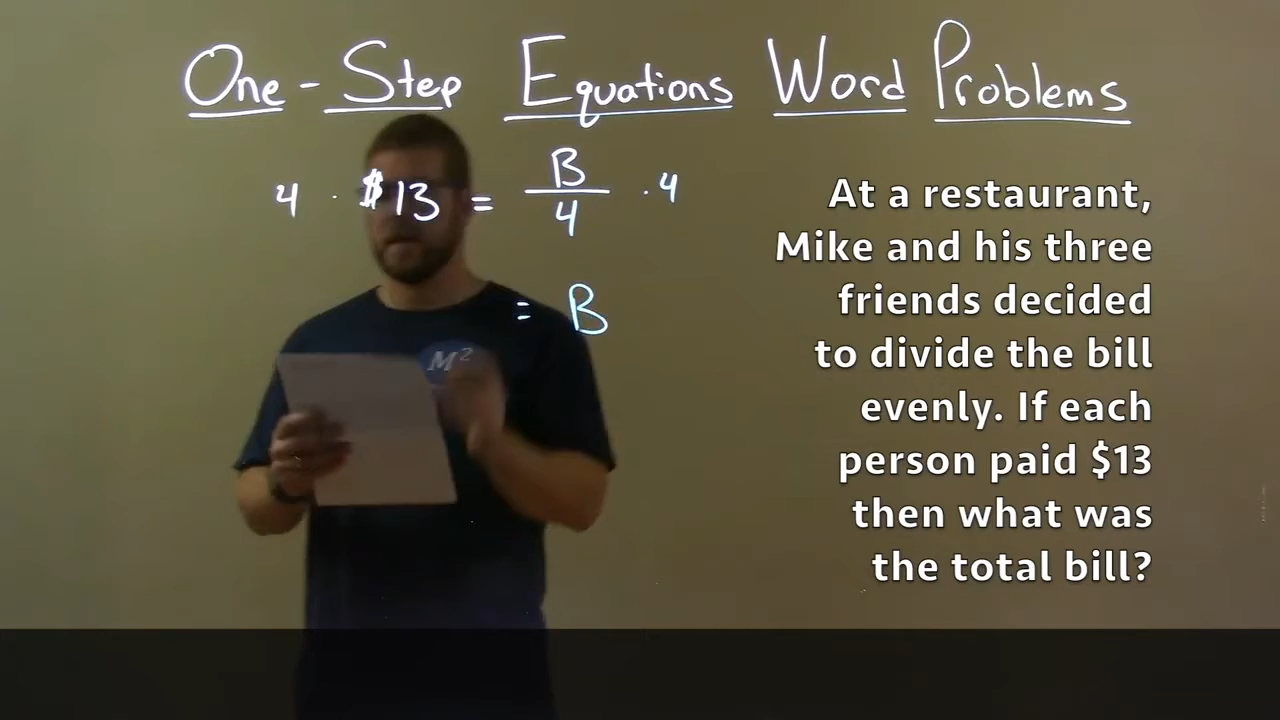 One-Step Equations Word Problems
4 · $13 = B/4 · 4
= B
M²
At a restaurant,
Mike and his three
friends decided
to divide the bill
evenly. If each
person paid $13
then what was
the total bill?